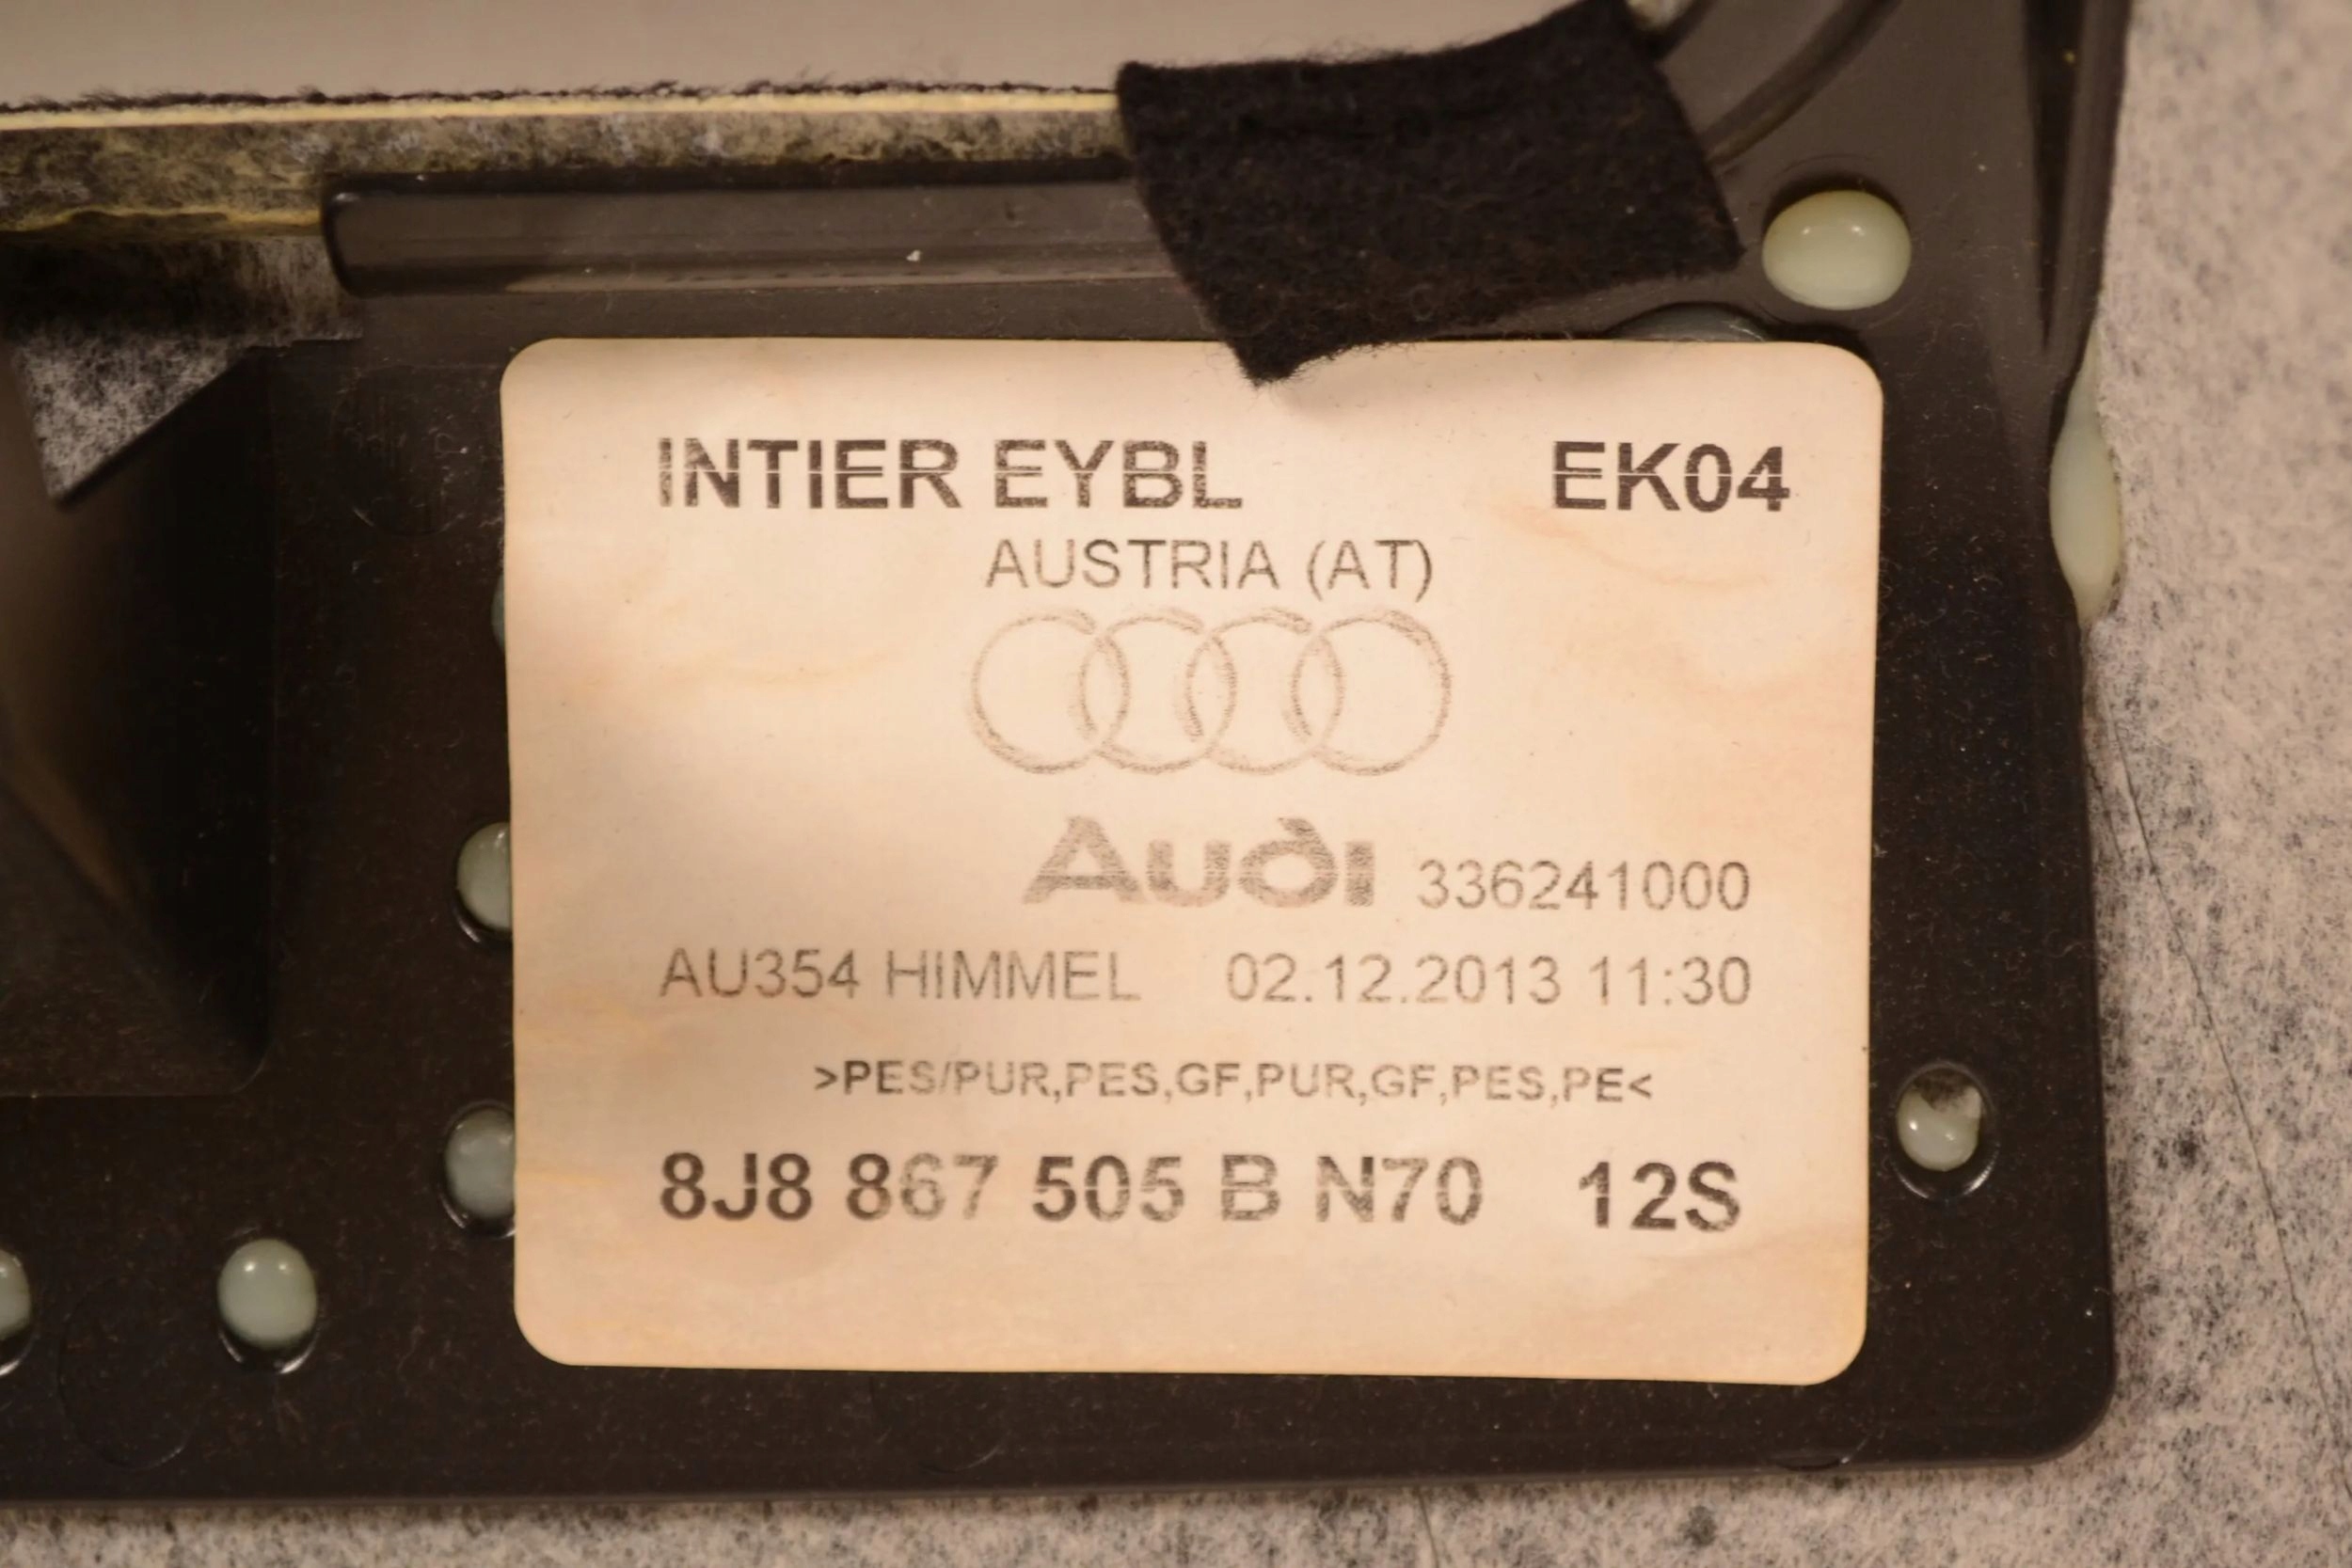 INTIER EYBL EK04
AUSTRIA (AT)
Audi 336241000
AU354 HIMMEL 02.12.2013 11:30
>PES/PUR,PES,GF,PUR,GF,PES,PE<
8J8 867 505 B N70 12S